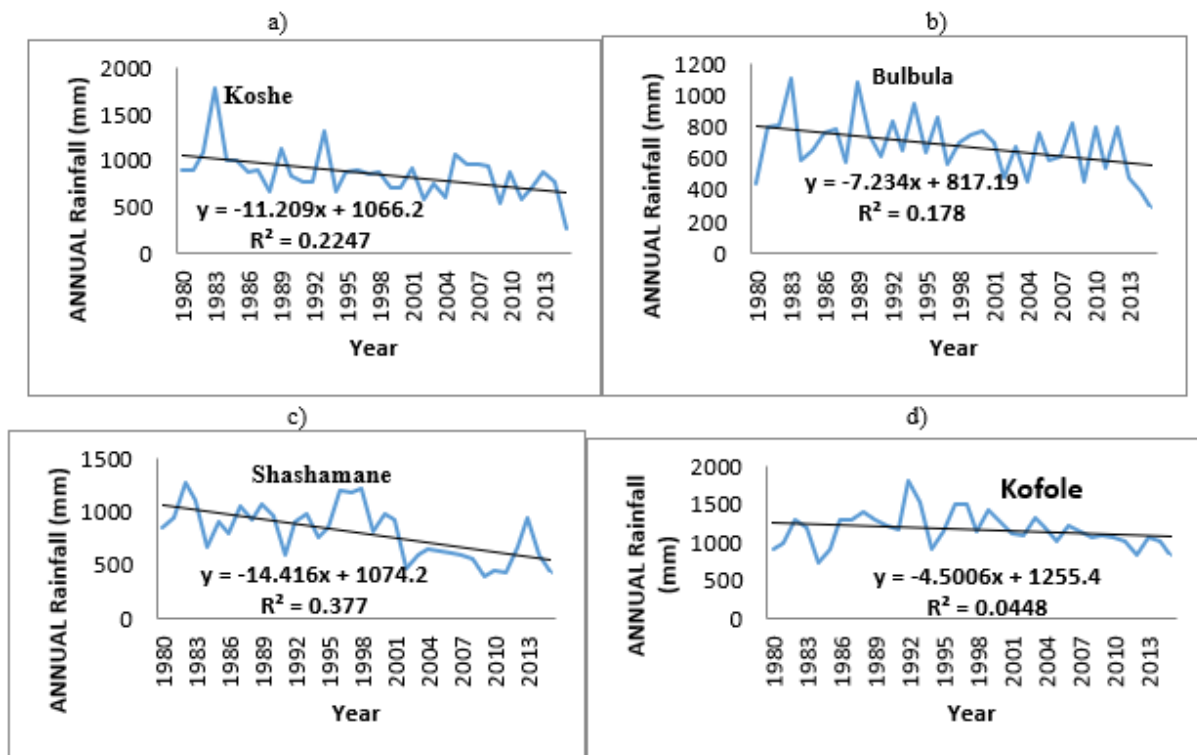 a)
ANNUAL Rainfall (mm)
2000
1500
1000
500
0
Koshe
y = -11.209x + 1066.2
R² = 0.2247
1980
1983
1986
1989
1992
1995
1998
2001
2004
2007
2010
2013
Year
b)
ANNUAL Rainfall (mm)
1200
1000
800
600
400
200
0
Bulbula
y = -7.234x + 817.19
R² = 0.178
1980
1983
1986
1989
1992
1995
1998
2001
2004
2007
2010
2013
Year
c)
ANNUAL Rainfall (mm)
1500
1000
500
0
Shashamane
y = -14.416x + 1074.2
R² = 0.377
1980
1983
1986
1989
1992
1995
1998
2001
2004
2007
2010
2013
Year
d)
ANNUAL Rainfall
(mm)
2000
1500
1000
500
0
Kofole
y = -4.5006x + 1255.4
R² = 0.0448
1980
1983
1986
1989
1992
1995
1998
2001
2004
2007
2010
2013
Year